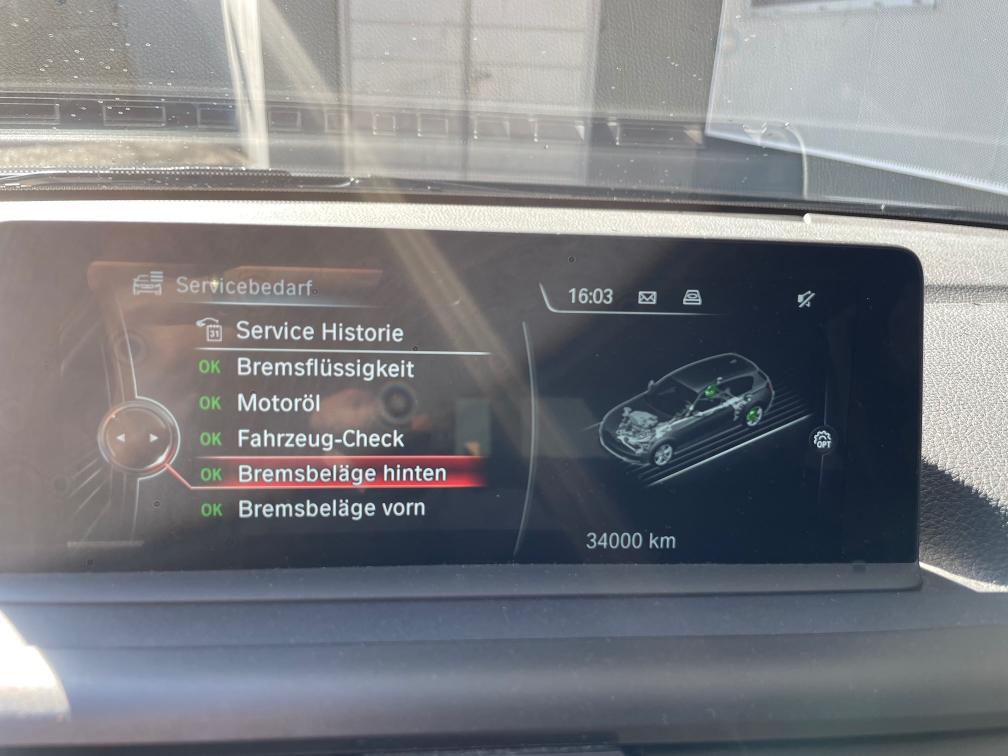 Servicebedarf
16:03
31 Service Historie
OK Bremsflüssigkeit
OK Motoröl
OK Fahrzeug-Check
OK Bremsbeläge hinten
OK Bremsbeläge vorn
OPT
34000 km